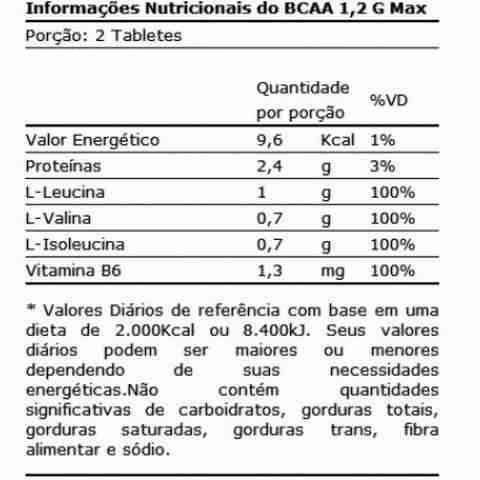 Informações Nutricionais do BCAA 1,2 G Max
Porção: 2 Tabletes
Quantidade por porção %VD
Valor Energético 9,6 Kcal 1%
Proteínas 2,4 g 3%
L-Leucina 1 g 100%
L-Valina 0,7 g 100%
L-Isoleucina 0,7 g 100%
Vitamina B6 1,3 mg 100%
* Valores Diários de referência com base em uma
dieta de 2.000Kcal ou 8.400kJ. Seus valores
diários podem ser maiores ou menores
dependendo de suas necessidades
energéticas.Não contém quantidades
significativas de carboidratos, gorduras totais,
gorduras saturadas, gorduras trans, fibra
alimentar e sódio.